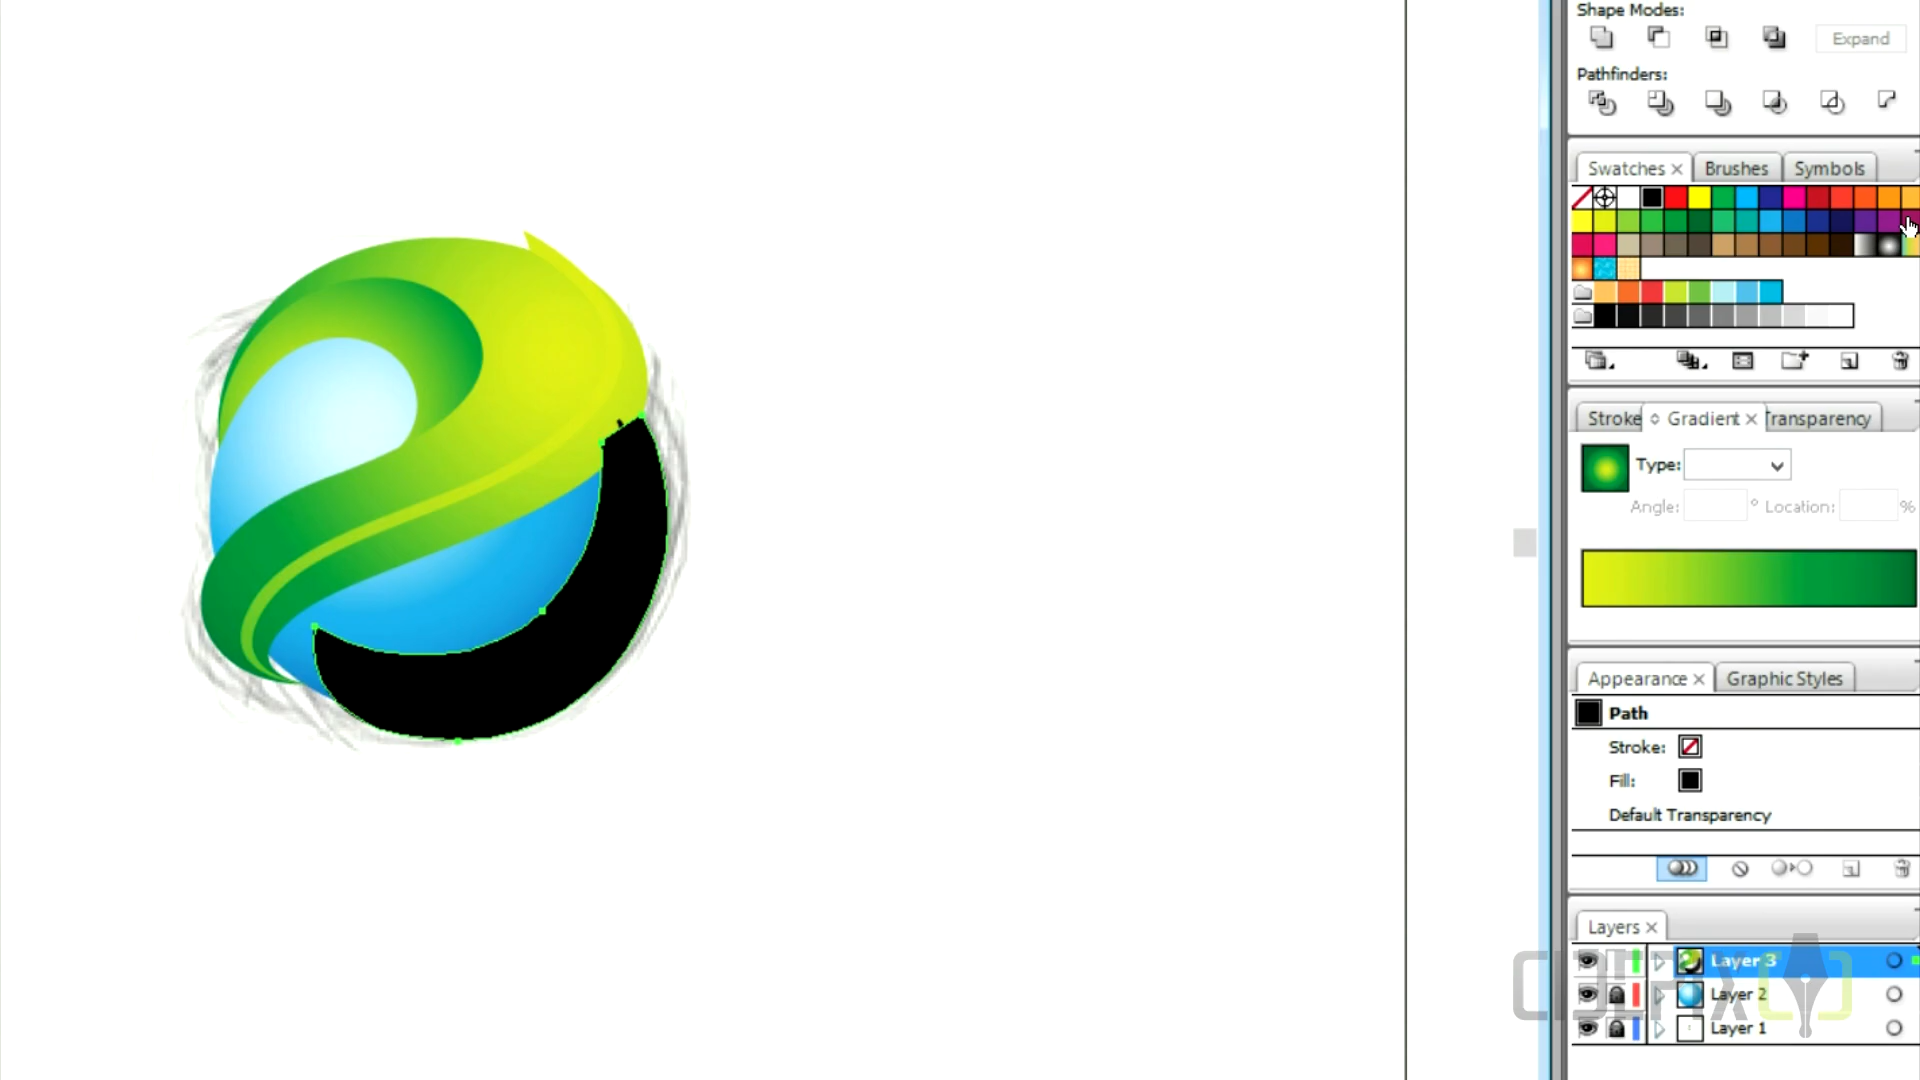 Shape Modes:
Expand
Pathfinders:
Swatches Brushes Symbols
Stroke Gradient Transparency
Type:
Angle: ° Location: %
Appearance Graphic Styles
Path
Stroke:
Fill:
Default Transparency
Layers
Layer 3
Layer 2
Layer 1